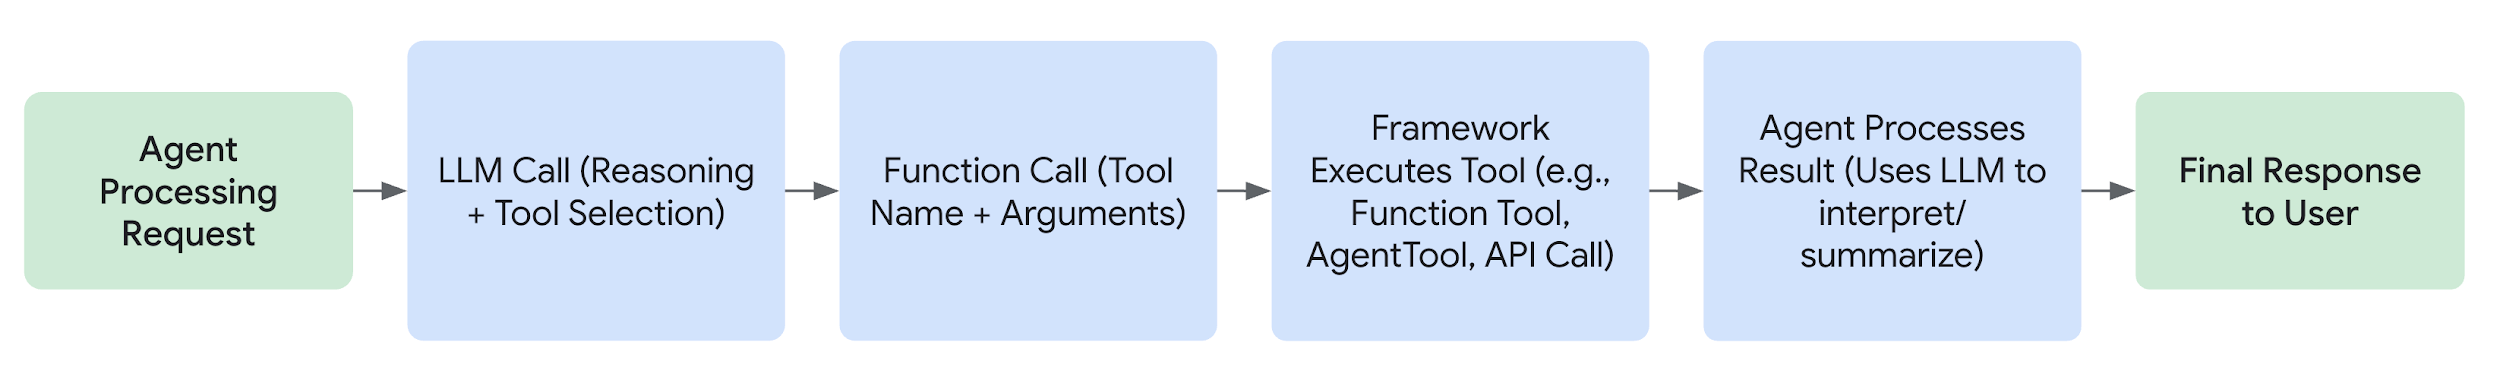 Agent
Processing
Request
LLM Call (Reasoning
+ Tool Selection)
Function Call (Tool
Name + Arguments)
Framework
Executes Tool (e.g.,
Function Tool,
AgentTool, API Call)
Agent Processes
Result (Uses LLM to
interpret/
summarize)
Final Response
to User